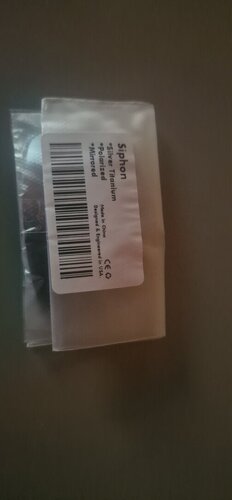 Siphon
*Silver Titanium
*Polarized
*Mirrored
CE
Made in China
Designed & Engineered in USA